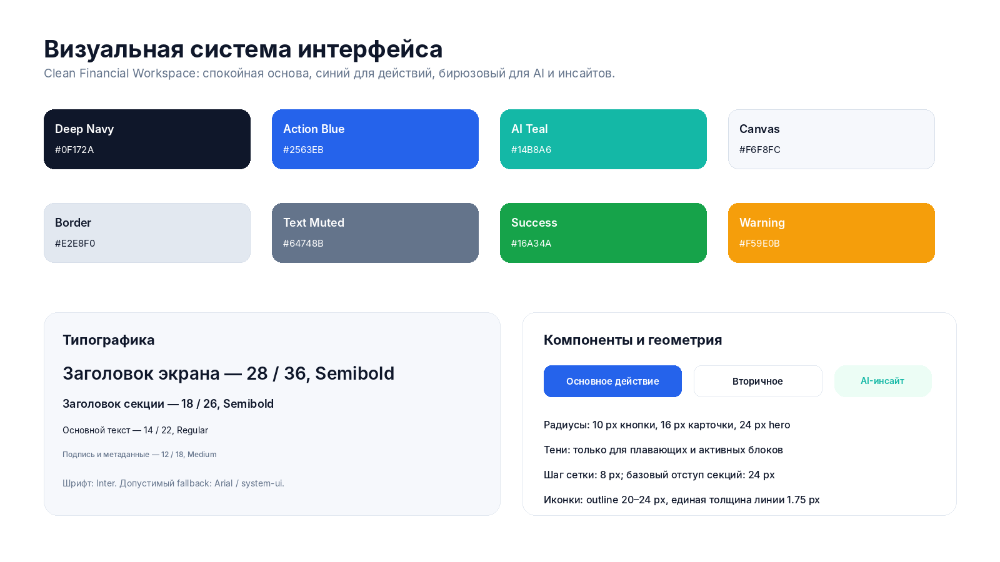 Визуальная система интерфейса
Clean Financial Workspace: спокойная основа, синий для действий, бирюзовый для AI и инсайтов.
Deep Navy
#0F172A
Action Blue
#2563EB
AI Teal
#14B8A6
Canvas
#F6F8FC
Border
#E2E8F0
Text Muted
#64748B
Success
#16A34A
Warning
#F59E0B
Типографика
Заголовок экрана — 28 / 36, Semibold
Заголовок секции — 18 / 26, Semibold
Основной текст — 14 / 22, Regular
Подпись и метаданные — 12 / 18, Medium
Шрифт: Inter. Допустимый fallback: Arial / system-ui.
Компоненты и геометрия
Основное действие
Вторичное
AI-инсайт
Радиусы: 10 px кнопки, 16 px карточки, 24 px hero
Тени: только для плавающих и активных блоков
Шаг сетки: 8 px; базовый отступ секций: 24 px
Иконки: outline 20–24 px, единая толщина линии 1.75 px